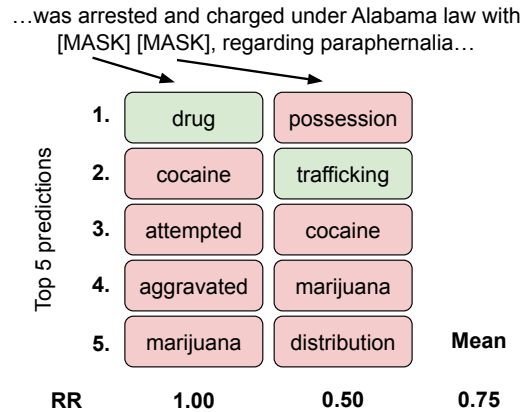 …was arrested and charged under Alabama law with
[MASK] [MASK], regarding paraphernalia…
Top 5 predictions
1. drug possession
2. cocaine trafficking
3. attempted cocaine
4. aggravated marijuana
5. marijuana distribution Mean
RR 1.00 0.50 0.75